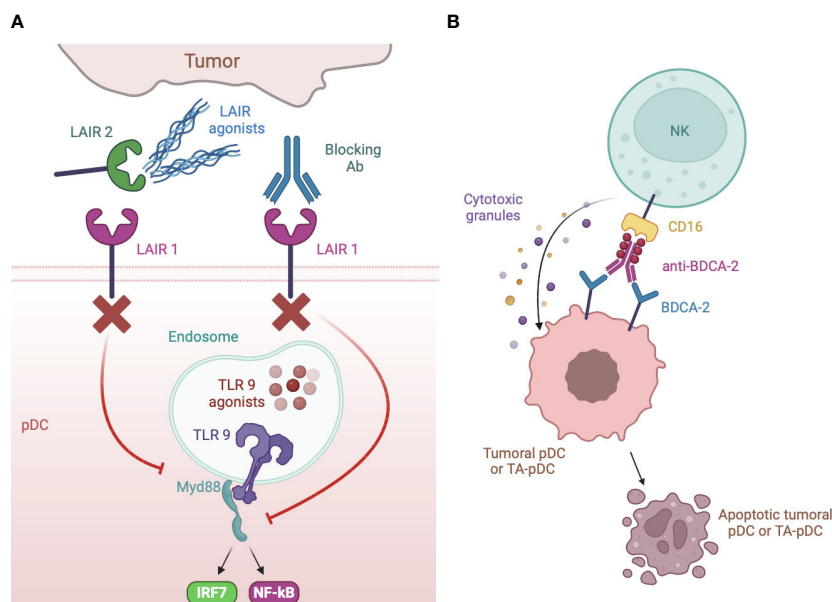 A
Tumor
LAIR 2
LAIR
agonists
Blocking
Ab
LAIR 1
LAIR 1
Endosome
TLR 9
agonists
pDC
TLR 9
Myd88
IRF7
NF-kB
B
NK
Cytotoxic
granules
CD16
anti-BDCA-2
BDCA-2
Tumoral pDC
or TA-pDC
Apoptotic tumoral
pDC or TA-pDC